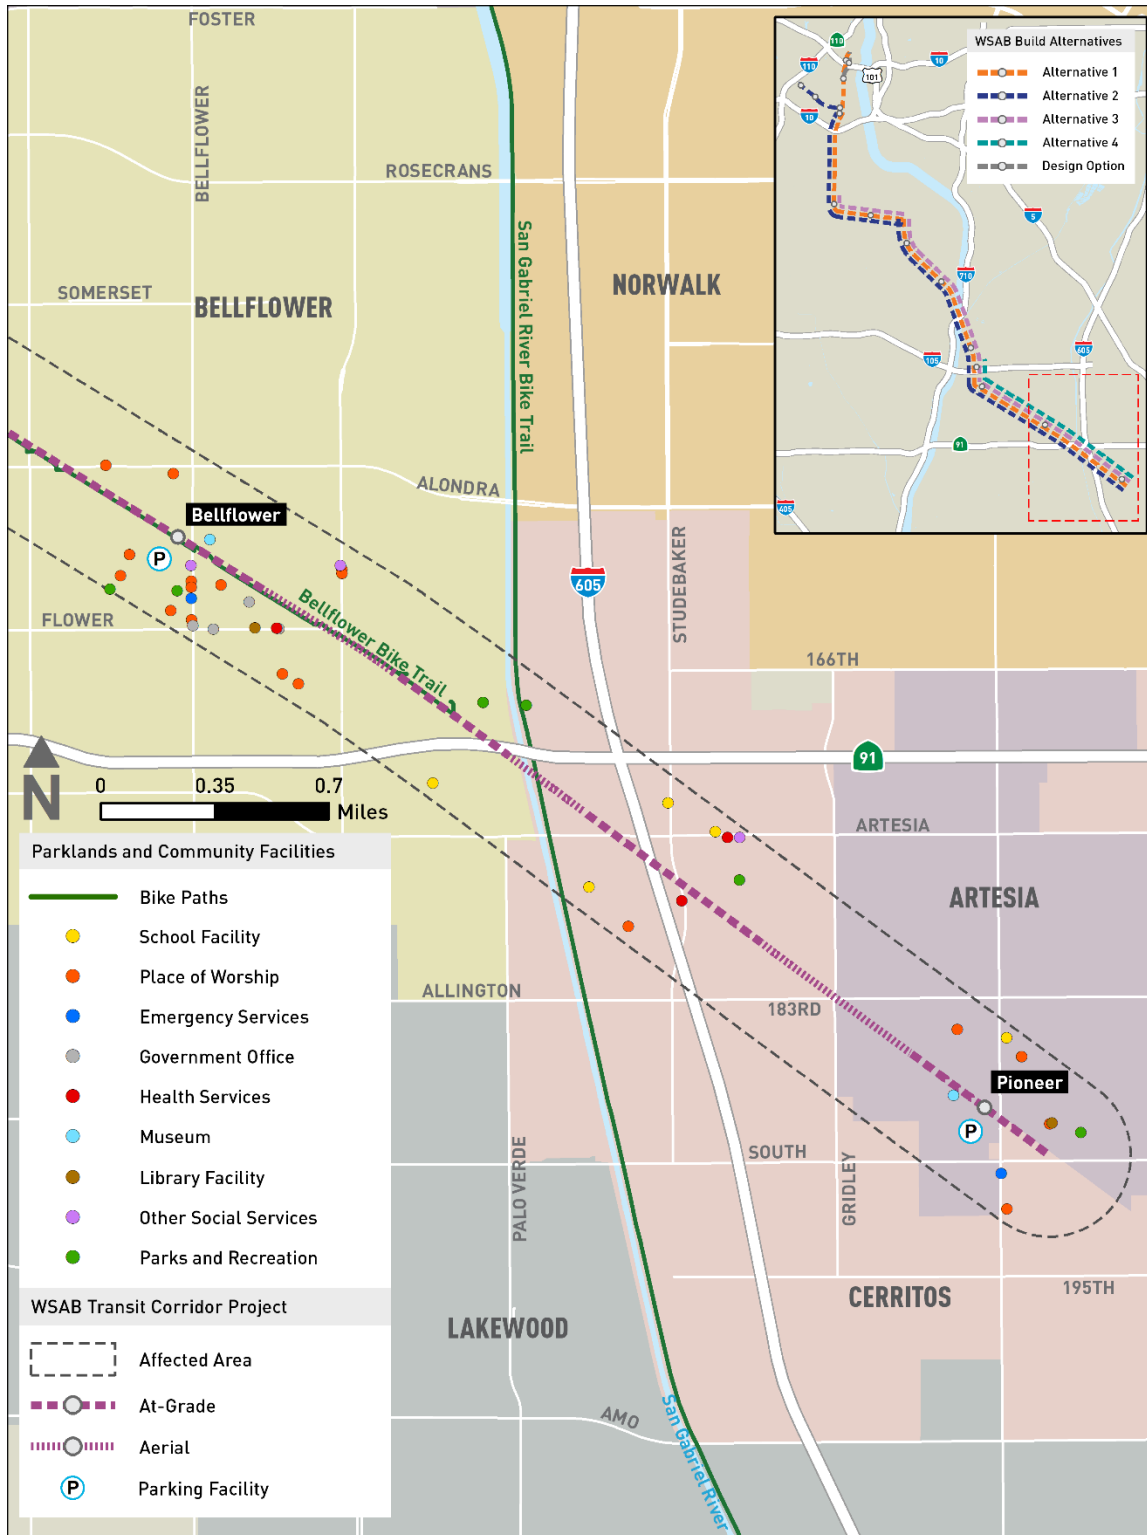 FOSTER
BELLFLOWER
ROSECRANS
SOMERSET
BELLFLOWER
NORWALK
San Gabriel River Bike Trail
ALONDRA
Bellflower
P
FLOWER
Bellflower Bike Trail
605
STUDEBAKER
166TH
91
ARTESIA
ARTESIA
ALLINGTON
183RD
Pioneer
P
SOUTH
PALO VERDE
GRIDLEY
195TH
CERRITOS
LAKEWOOD
AMO
San Gabriel River
N
0 0.35 0.7
Miles
WSAB Build Alternatives
Alternative 1
Alternative 2
Alternative 3
Alternative 4
Design Option
110
110
101
10
10
5
710
105
605
91
405
Parklands and Community Facilities
Bike Paths
School Facility
Place of Worship
Emergency Services
Government Office
Health Services
Museum
Library Facility
Other Social Services
Parks and Recreation
WSAB Transit Corridor Project
Affected Area
At-Grade
Aerial
P Parking Facility